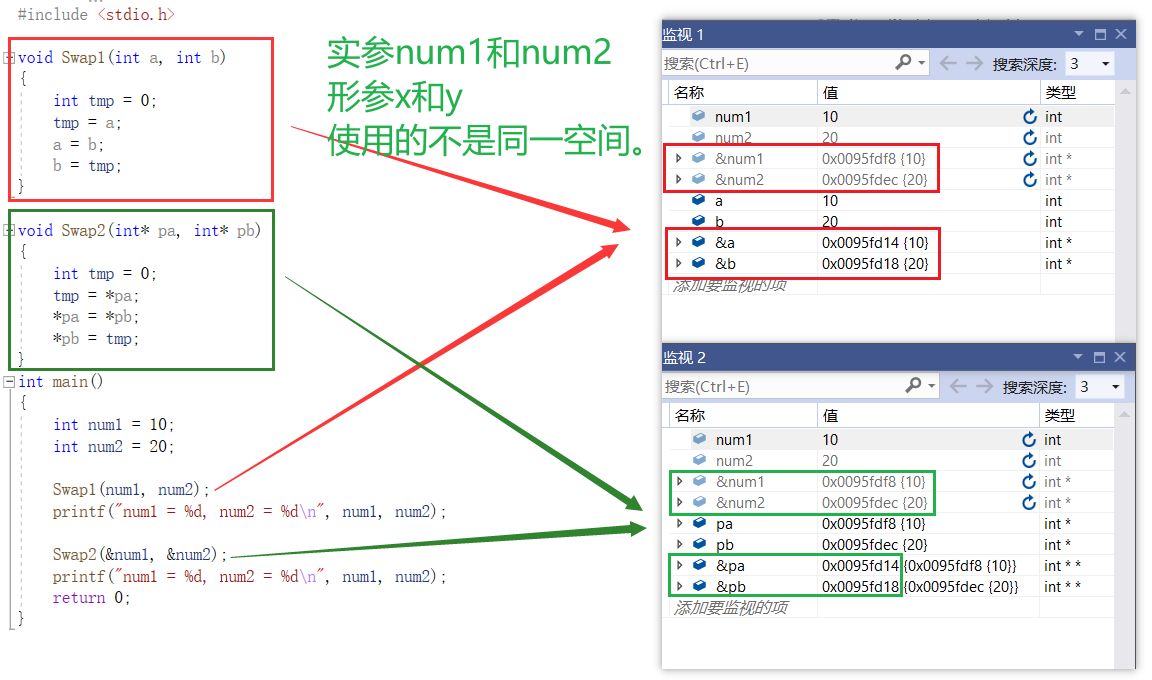 #include <stdio.h>
void Swap1(int a, int b)
{
int tmp = 0;
tmp = a;
a = b;
b = tmp;
}
void Swap2(int* pa, int* pb)
{
int tmp = 0;
tmp = *pa;
*pa = *pb;
*pb = tmp;
}
int main()
{
int num1 = 10;
int num2 = 20;
Swap1(num1, num2);
printf("num1 = %d, num2 = %d\n", num1, num2);
Swap2(&num1, &num2);
printf("num1 = %d, num2 = %d\n", num1, num2);
return 0;
}
实参num1和num2
形参x和y
使用的不是同一空间。
监视 1
搜索(Ctrl+E) 搜索深度: 3
名称 值 类型
num1 10 int
num2 20 int
&num1 0x0095fdf8 {10} int *
&num2 0x0095fdec {20} int *
a 10 int
b 20 int
&a 0x0095fd14 {10} int *
&b 0x0095fd18 {20} int *
添加要监视的项
监视 2
搜索(Ctrl+E) 搜索深度: 3
名称 值 类型
num1 10 int
num2 20 int
&num1 0x0095fdf8 {10} int *
&num2 0x0095fdec {20} int *
pa 0x0095fdf8 {10} int *
pb 0x0095fdec {20} int *
&pa 0x0095fd14 {0x0095fdf8 {10}} int * *
&pb 0x0095fd18 {0x0095fdec {20}} int * *
添加要监视的项